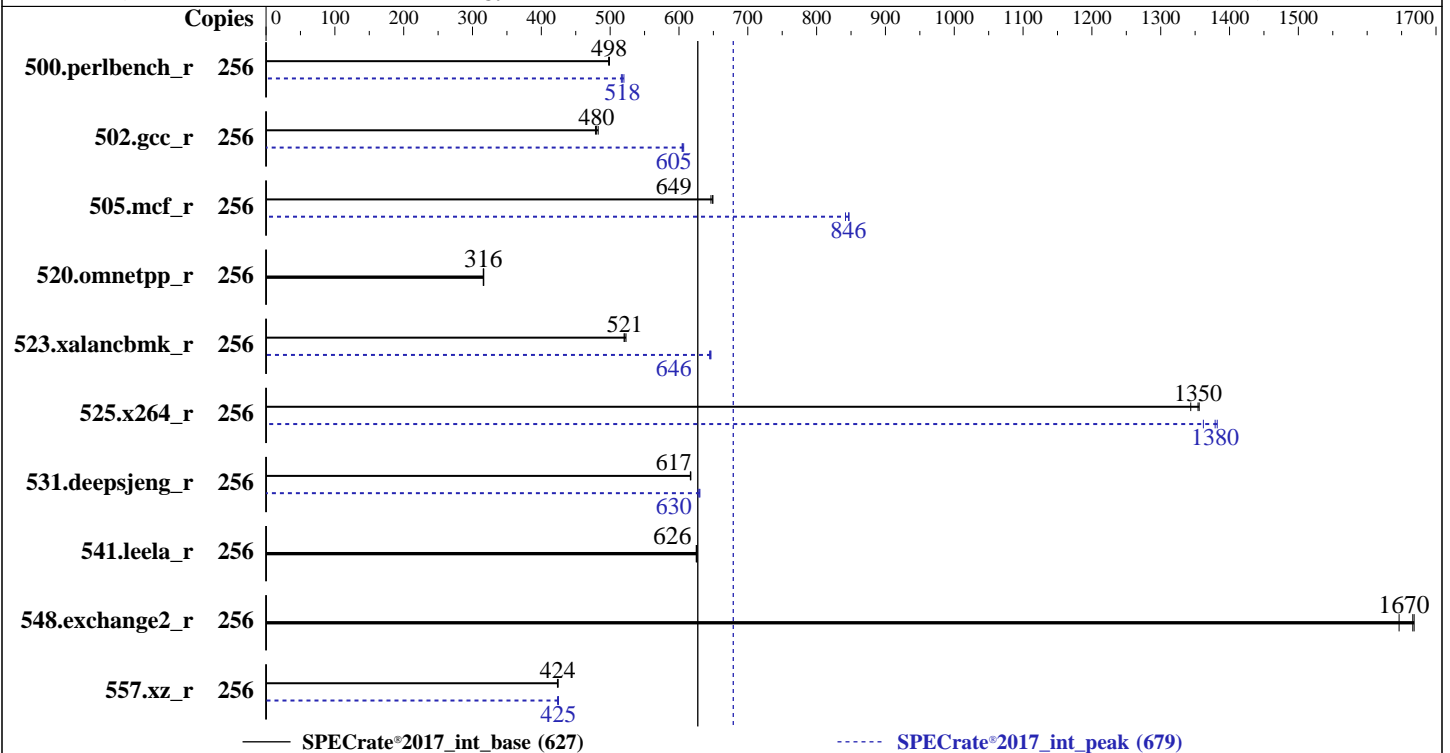 Copies 0 100 200 300 400 500 600 700 800 900 1000 1100 1200 1300 1400 1500 1700
500.perlbench_r 256 498
518
502.gcc_r 256 480
605
505.mcf_r 256 649
846
520.omnetpp_r 256 316
523.xalancbmk_r 256 521
646
525.x264_r 256 1350
1380
531.deepsjeng_r 256 617
630
541.leela_r 256 626
548.exchange2_r 256 1670
557.xz_r 256 424
425
SPECrate®2017_int_base (627) SPECrate®2017_int_peak (679)